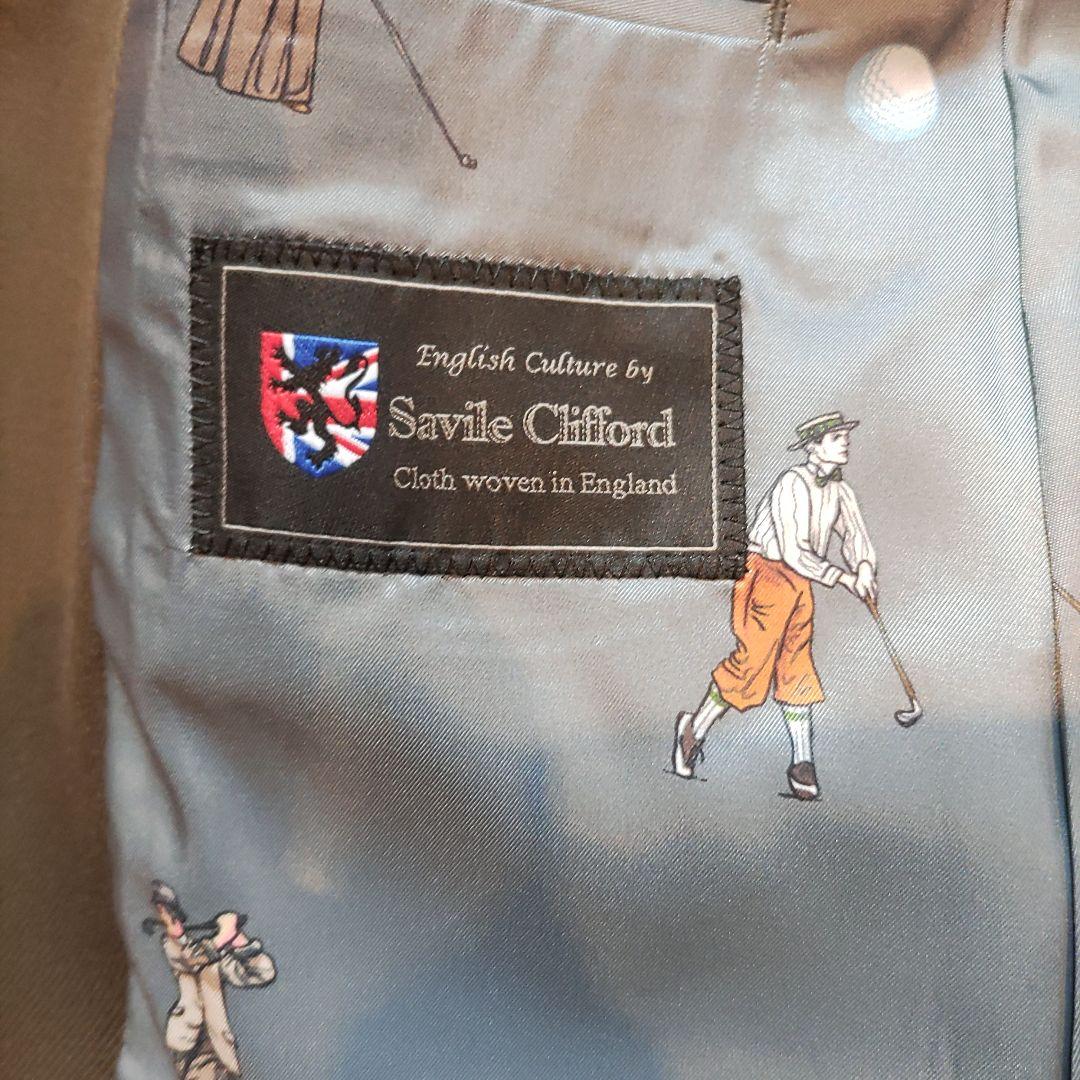 English Culture by
Savile Clifford
Cloth woven in England